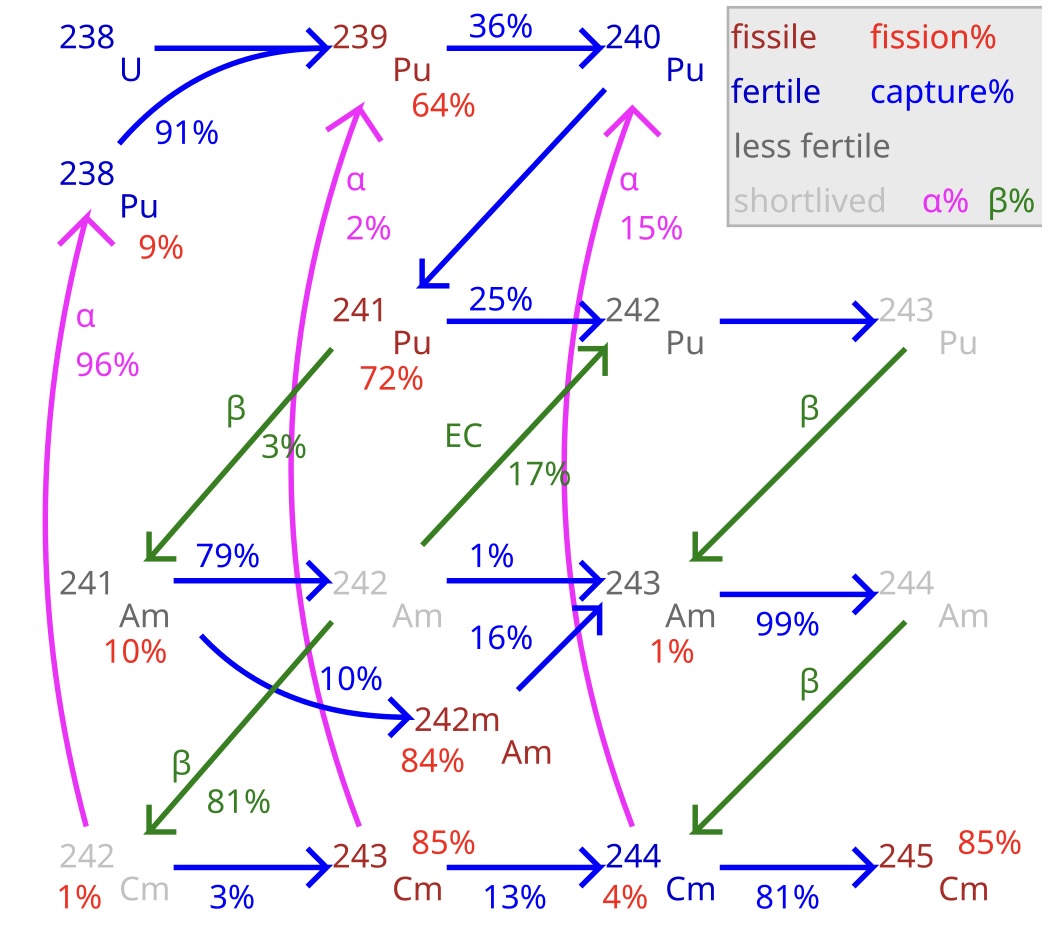 238 U
239 Pu
64%
36%
240 Pu
fissile fission%
fertile capture%
less fertile
shortlived α% β%
91%
238 Pu
9%
α
2%
α
15%
α
96%
241 Pu
72%
25%
242 Pu
243 Pu
β
3%
EC
17%
β
241 Am
10%
79%
242 Am
1%
243 Am
1%
99%
244 Am
10%
16%
242m Am
84%
β
81%
β
242 Cm
1%
3%
243 Cm
85%
13%
244 Cm
4%
81%
245 Cm
85%